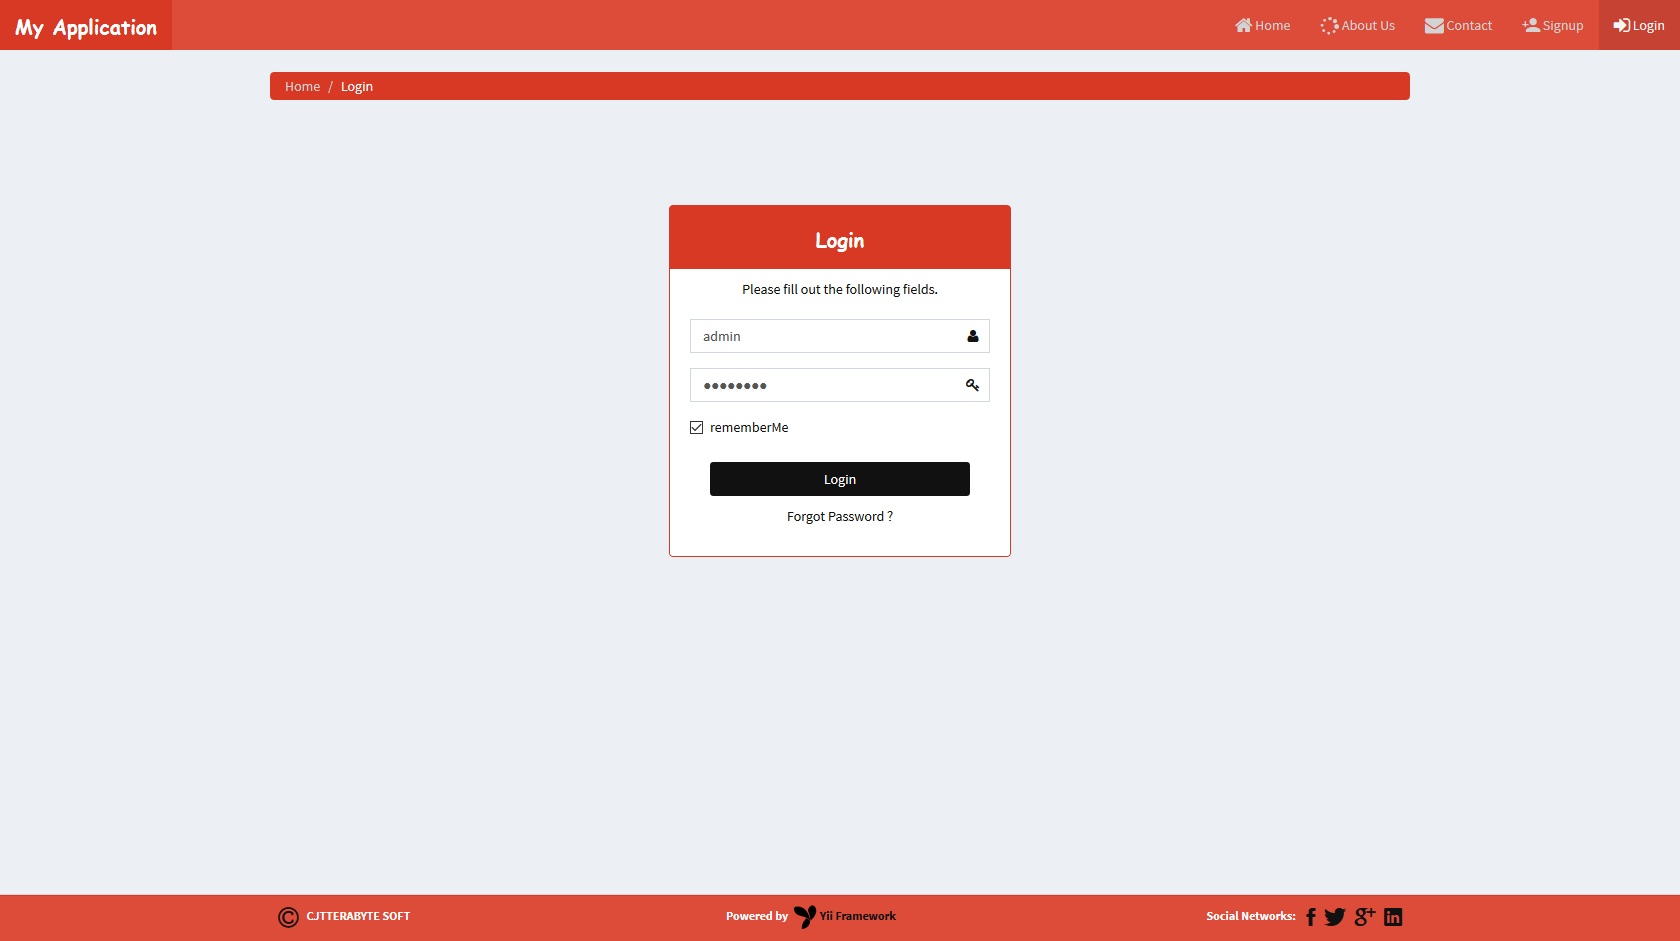 My Application
Home
About Us
Contact
Signup
Login
Home / Login
Login
Please fill out the following fields.
admin
rememberMe
Login
Forgot Password ?
CJTTERABYTE SOFT
Powered by Yii Framework
Social Networks: